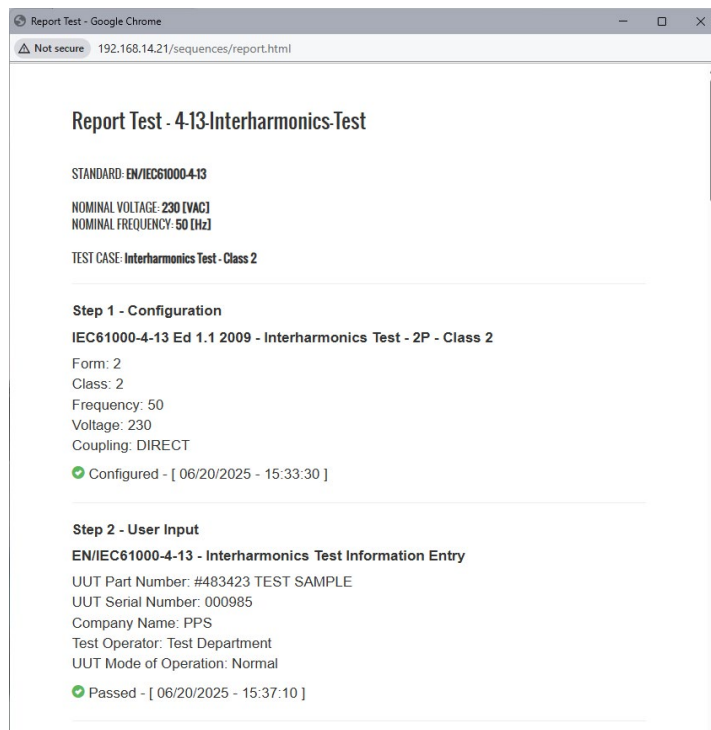 Report Test - Google Chrome
Not secure 192.168.14.21/sequences/report.html
Report Test - 4-13-Interharmonics-Test
STANDARD: EN/IEC61000-4-13
NOMINAL VOLTAGE: 230 [VAC]
NOMINAL FREQUENCY: 50 [Hz]
TEST CASE: Interharmonics Test - Class 2
Step 1 - Configuration
IEC61000-4-13 Ed 1.1 2009 - Interharmonics Test - 2P - Class 2
Form: 2
Class: 2
Frequency: 50
Voltage: 230
Coupling: DIRECT
Configured - [ 06/20/2025 - 15:33:30 ]
Step 2 - User Input
EN/IEC61000-4-13 - Interharmonics Test Information Entry
UUT Part Number: #483423 TEST SAMPLE
UUT Serial Number: 000985
Company Name: PPS
Test Operator: Test Department
UUT Mode of Operation: Normal
Passed - [ 06/20/2025 - 15:37:10 ]